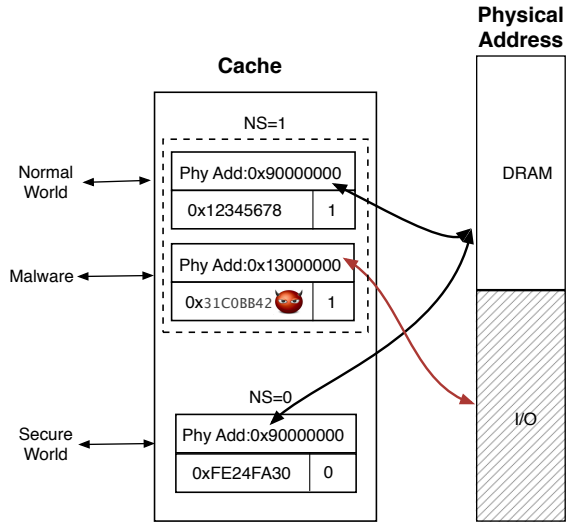 Physical
Address
Cache
NS=1
Normal
World
Phy Add:0x90000000
0x12345678 1
DRAM
Malware
Phy Add:0x13000000
0x31C0BB42 1
NS=0
I/O
Secure
World
Phy Add:0x90000000
0xFE24FA30 0